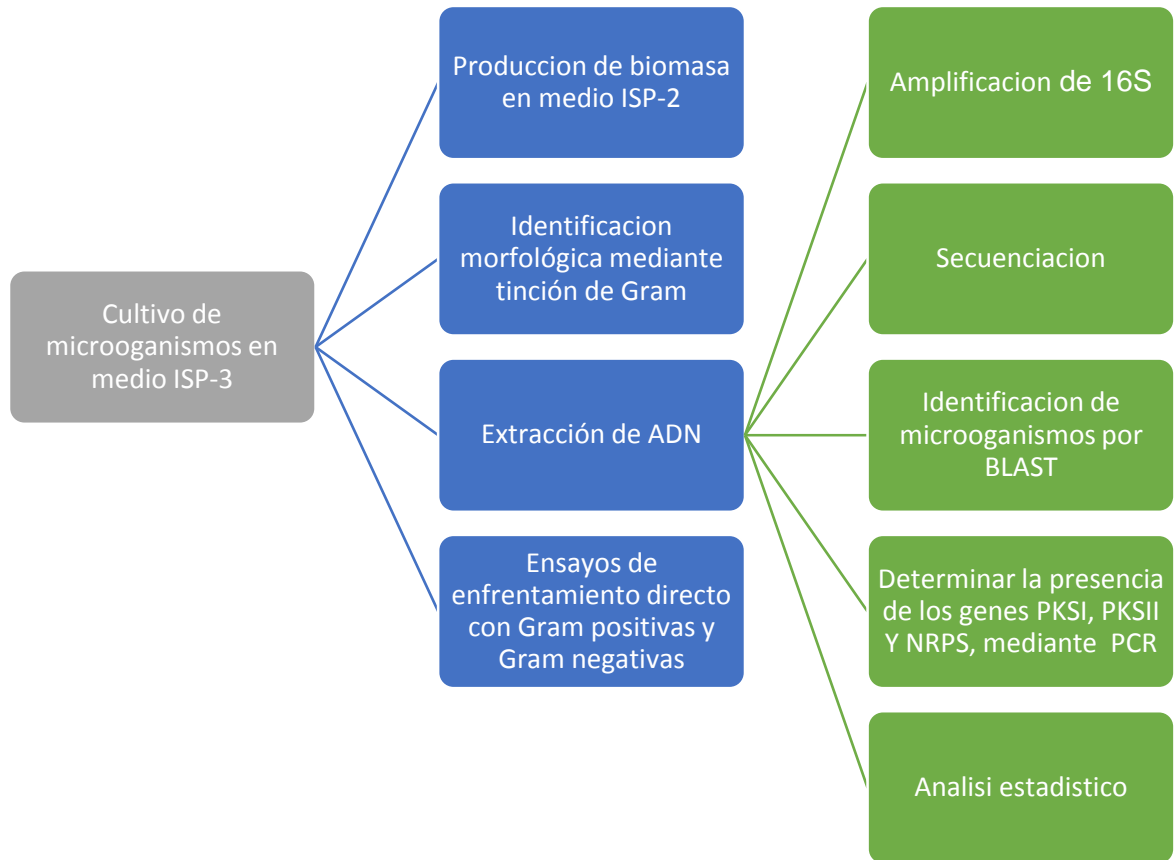 Cultivo de
microoganismos en
medio ISP-3
Produccion de biomasa
en medio ISP-2
Identificacion
morfológica mediante
tinción de Gram
Extracción de ADN
Ensayos de
enfrentamiento directo
con Gram positivas y
Gram negativas
Amplificacion de 16S
Secuenciacion
Identificacion de
microoganismos por
BLAST
Determinar la presencia
de los genes PKSI, PKSII
Y NRPS, mediante PCR
Analisi estadistico